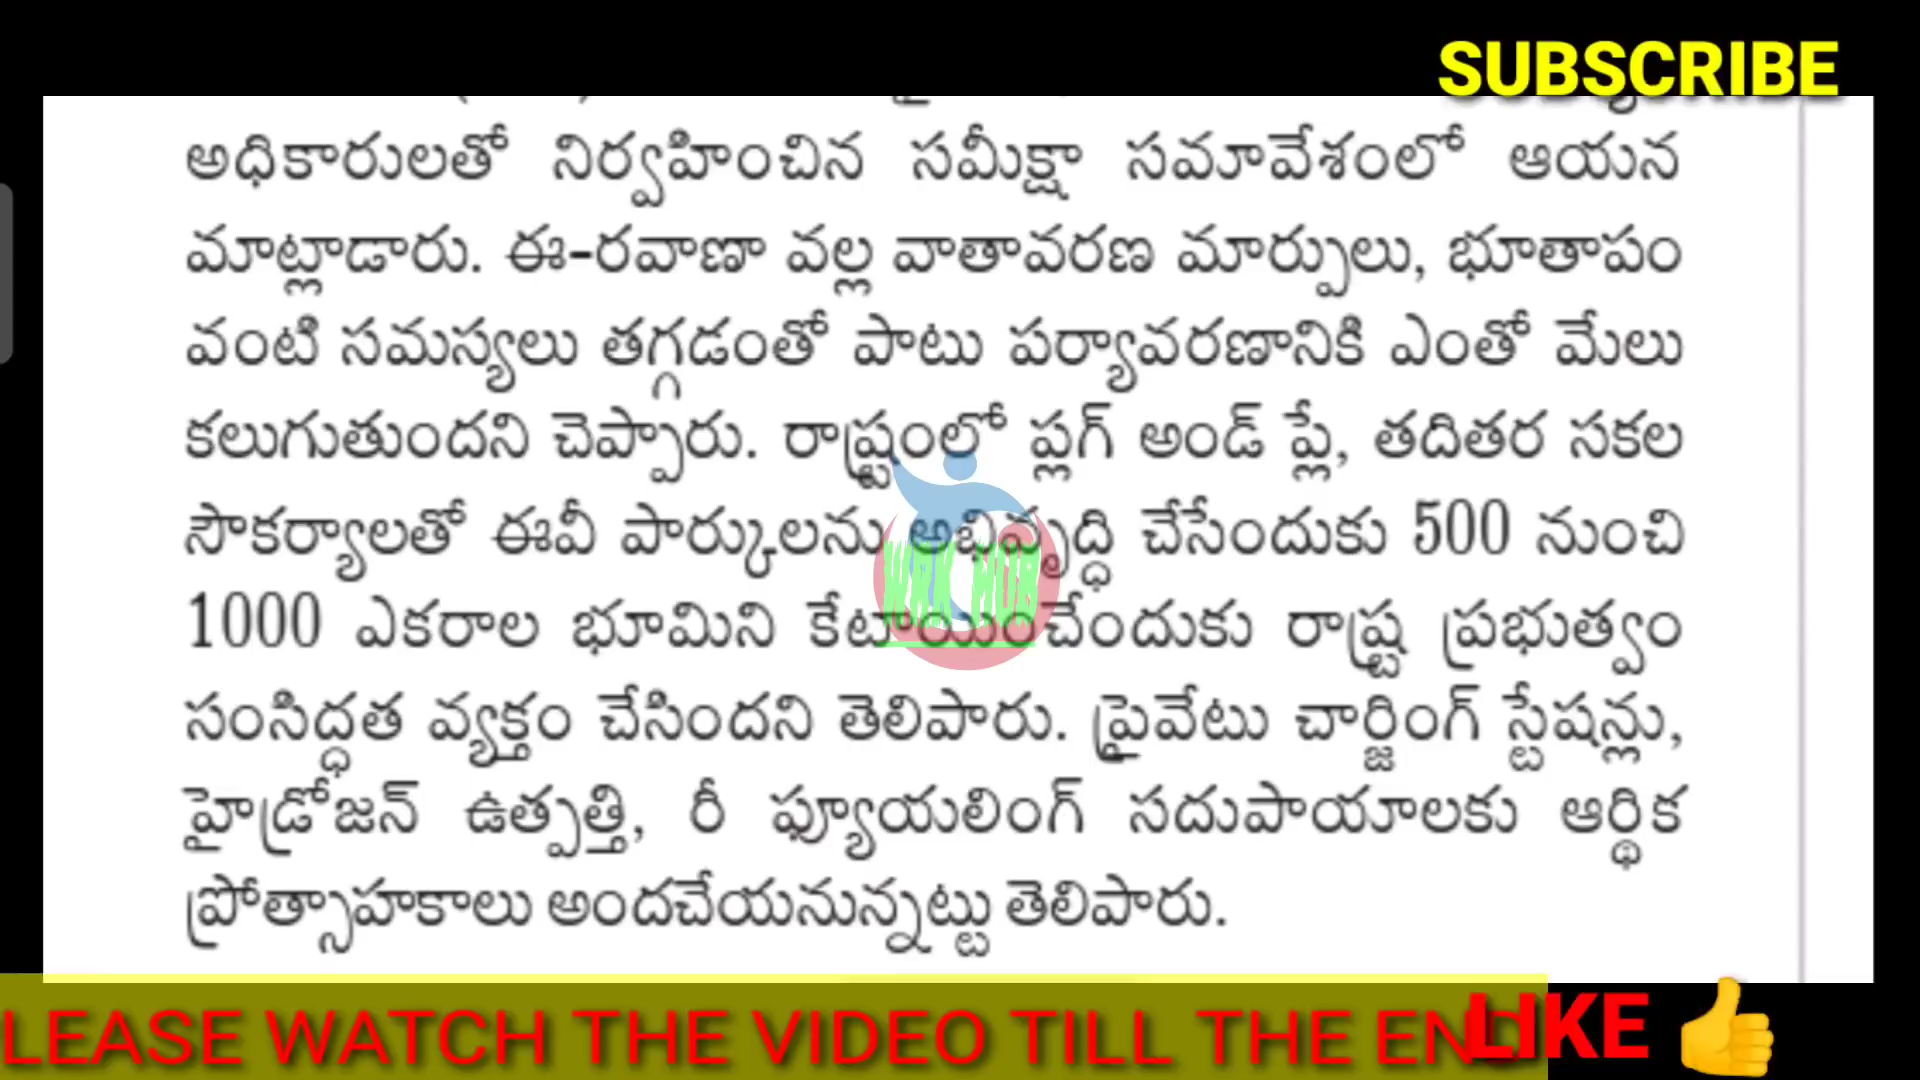 SUBSCRIBE
అధికారులతో నిర్వహించిన సమీక్షా సమావేశంలో ఆయన
మాట్లాడారు. ఈ-రవాణా వల్ల వాతావరణ మార్పులు, భూతాపం
వంటి సమస్యలు తగ్గడంతో పాటు పర్యావరణానికి ఎంతో మేలు
కలుగుతుందని చెప్పారు. రాష్ట్రంలో ప్లగ్ అండ్ ప్లే, తదితర సకల
సౌకర్యాలతో ఈవీ పార్కులను అభివృద్ధి చేసేందుకు 500 నుంచి
1000 ఎకరాల భూమిని కేటాయించేందుకు రాష్ట్ర ప్రభుత్వం
సంసిద్ధత వ్యక్తం చేసిందని తెలిపారు. ప్రైవేటు చార్జింగ్ స్టేషన్లు,
హైడ్రోజన్ ఉత్పత్తి, రీ ఫ్యూయలింగ్ సదుపాయాలకు ఆర్థిక
ప్రోత్సాహకాలు అందచేయనున్నట్టు తెలిపారు.
LEASE WATCH THE VIDEO TILL THE END
LIKE